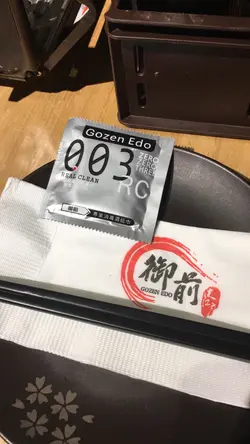 Gozen Edo
003
ZERO
ZERO
THREE
REAL CLEAN
RC
御前
GOZEN EDO